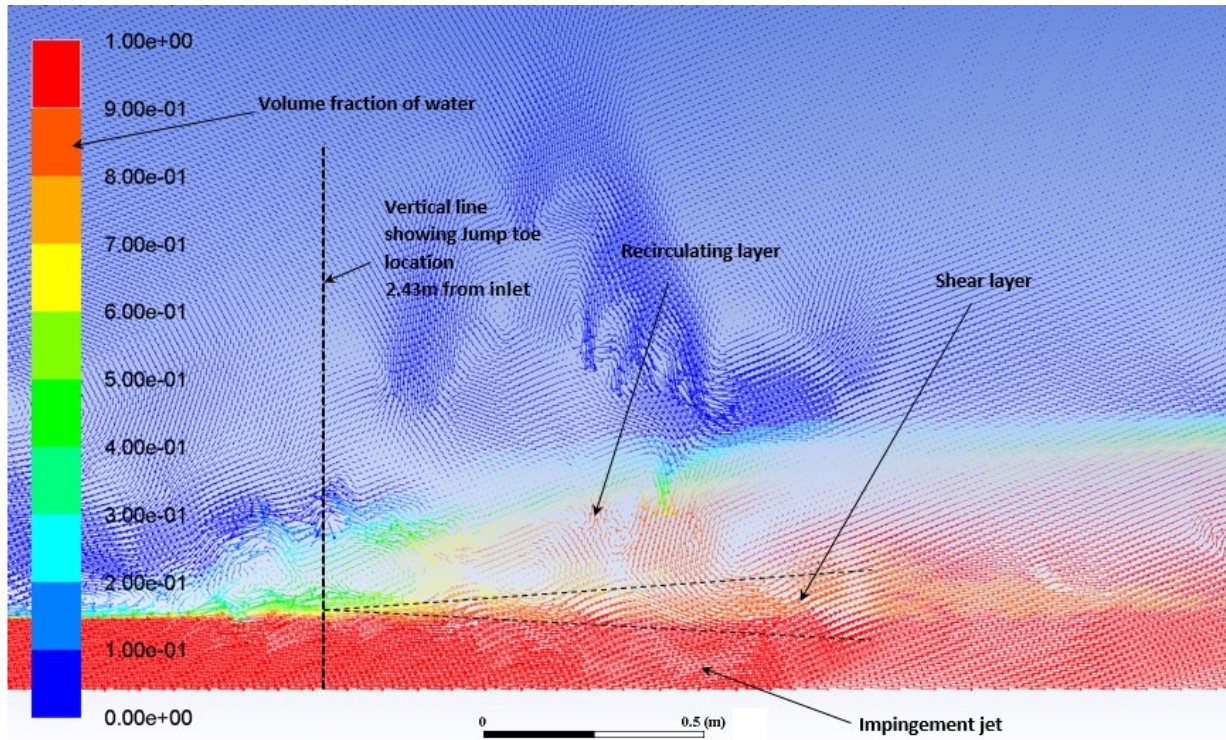 1.00e+00
9.00e-01
Volume fraction of water
8.00e-01
7.00e-01
Vertical line
showing Jump toe
location
2.43m from inlet
Recirculating layer
Shear layer
6.00e-01
5.00e-01
4.00e-01
3.00e-01
2.00e-01
1.00e-01
0.00e+00
0 0.5 (m)
Impingement jet